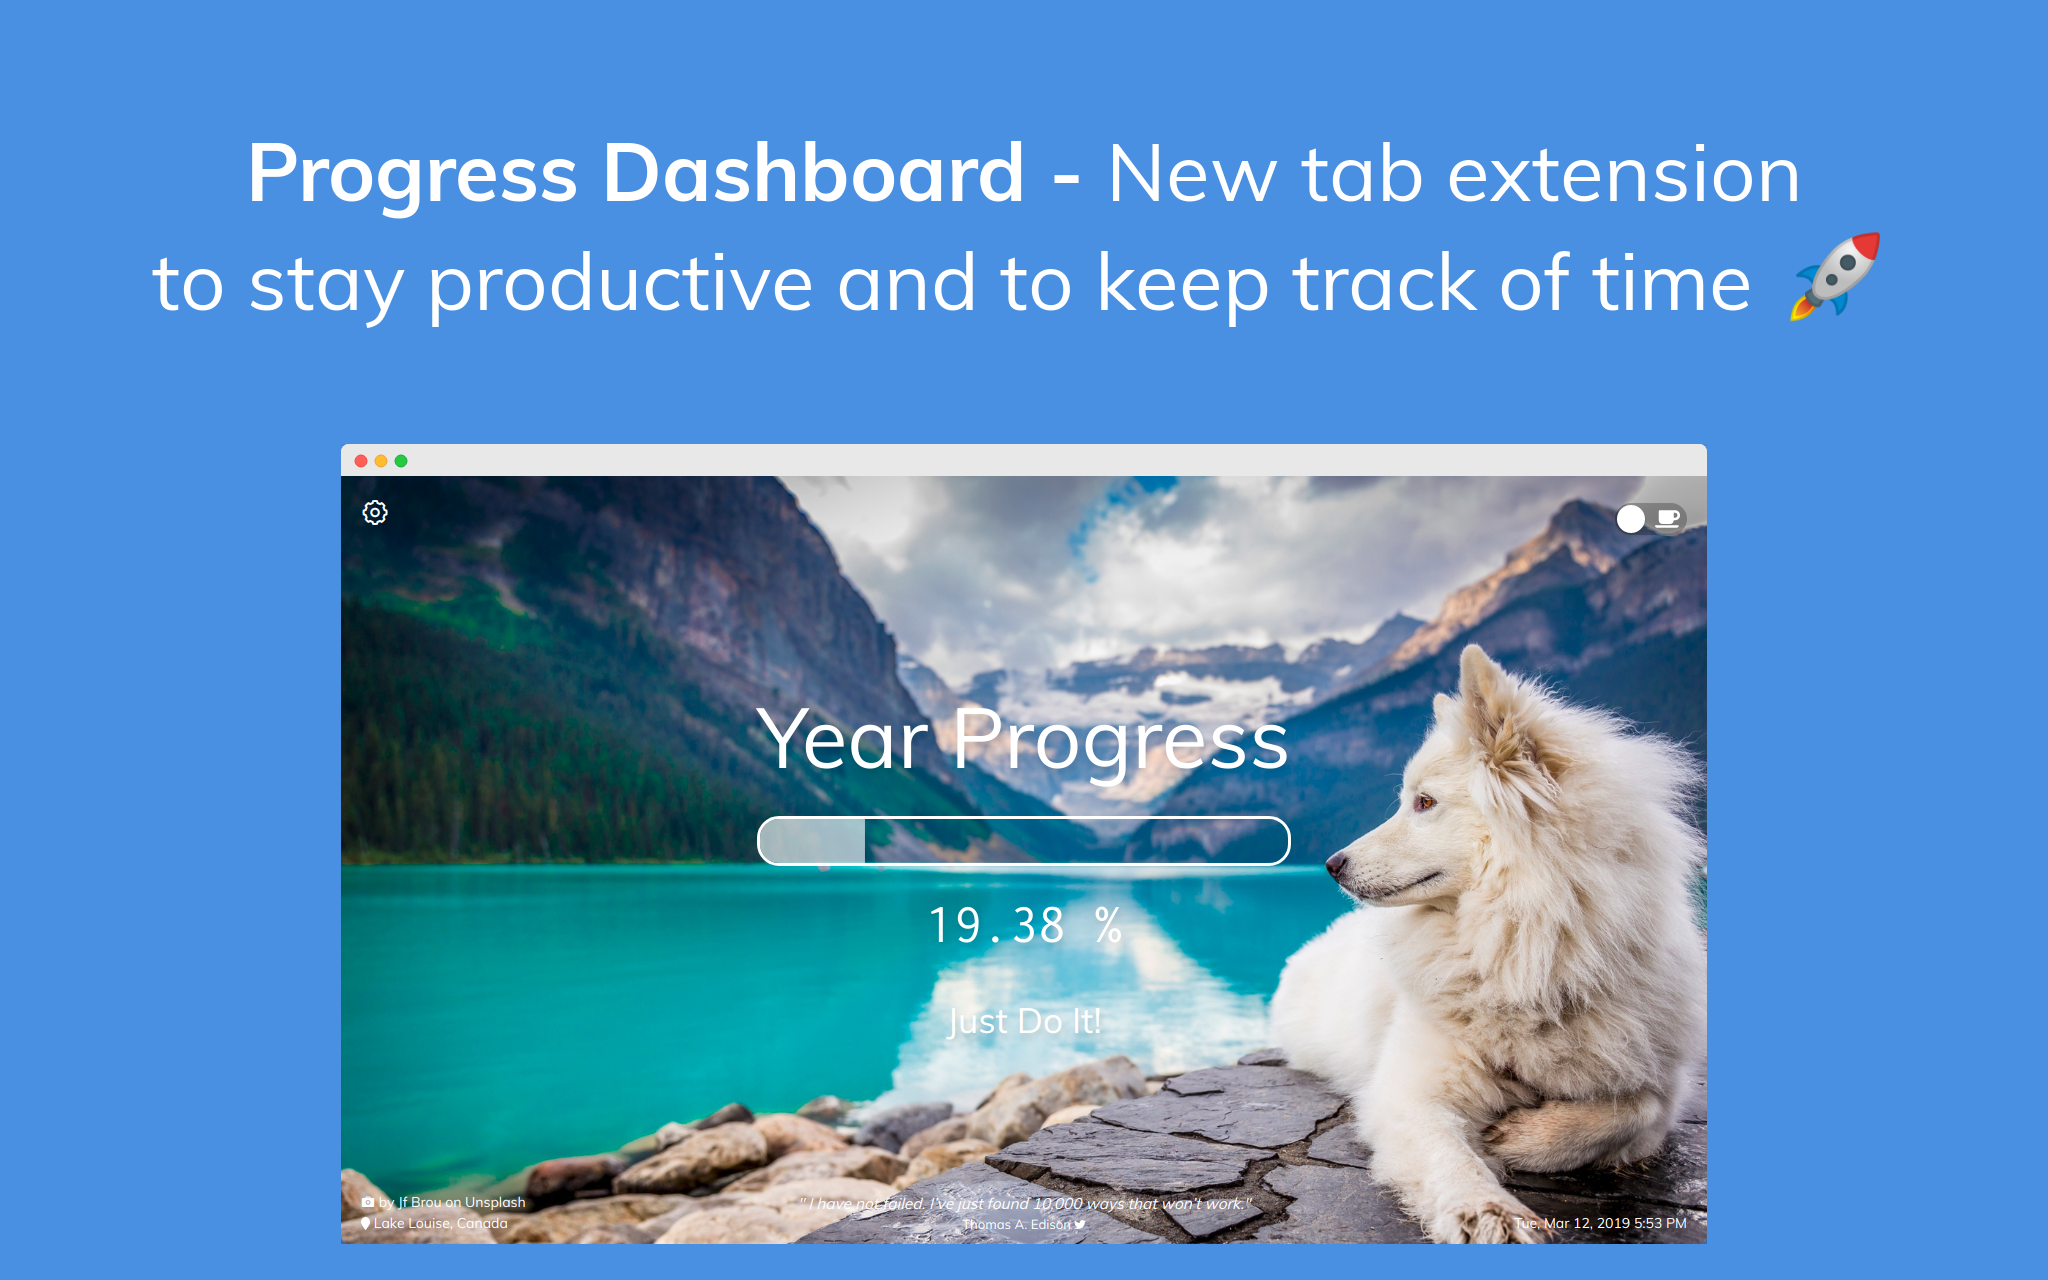 Progress Dashboard - New tab extension
to stay productive and to keep track of time 🚀
Year Progress
19.38 %
Just Do It!
by Jf Brou on Unsplash
Lake Louise, Canada
" I have not failed. I've just found 10,000 ways that won't work."
Thomas A. Edison
Tue, Mar 12, 2019 5:53 PM